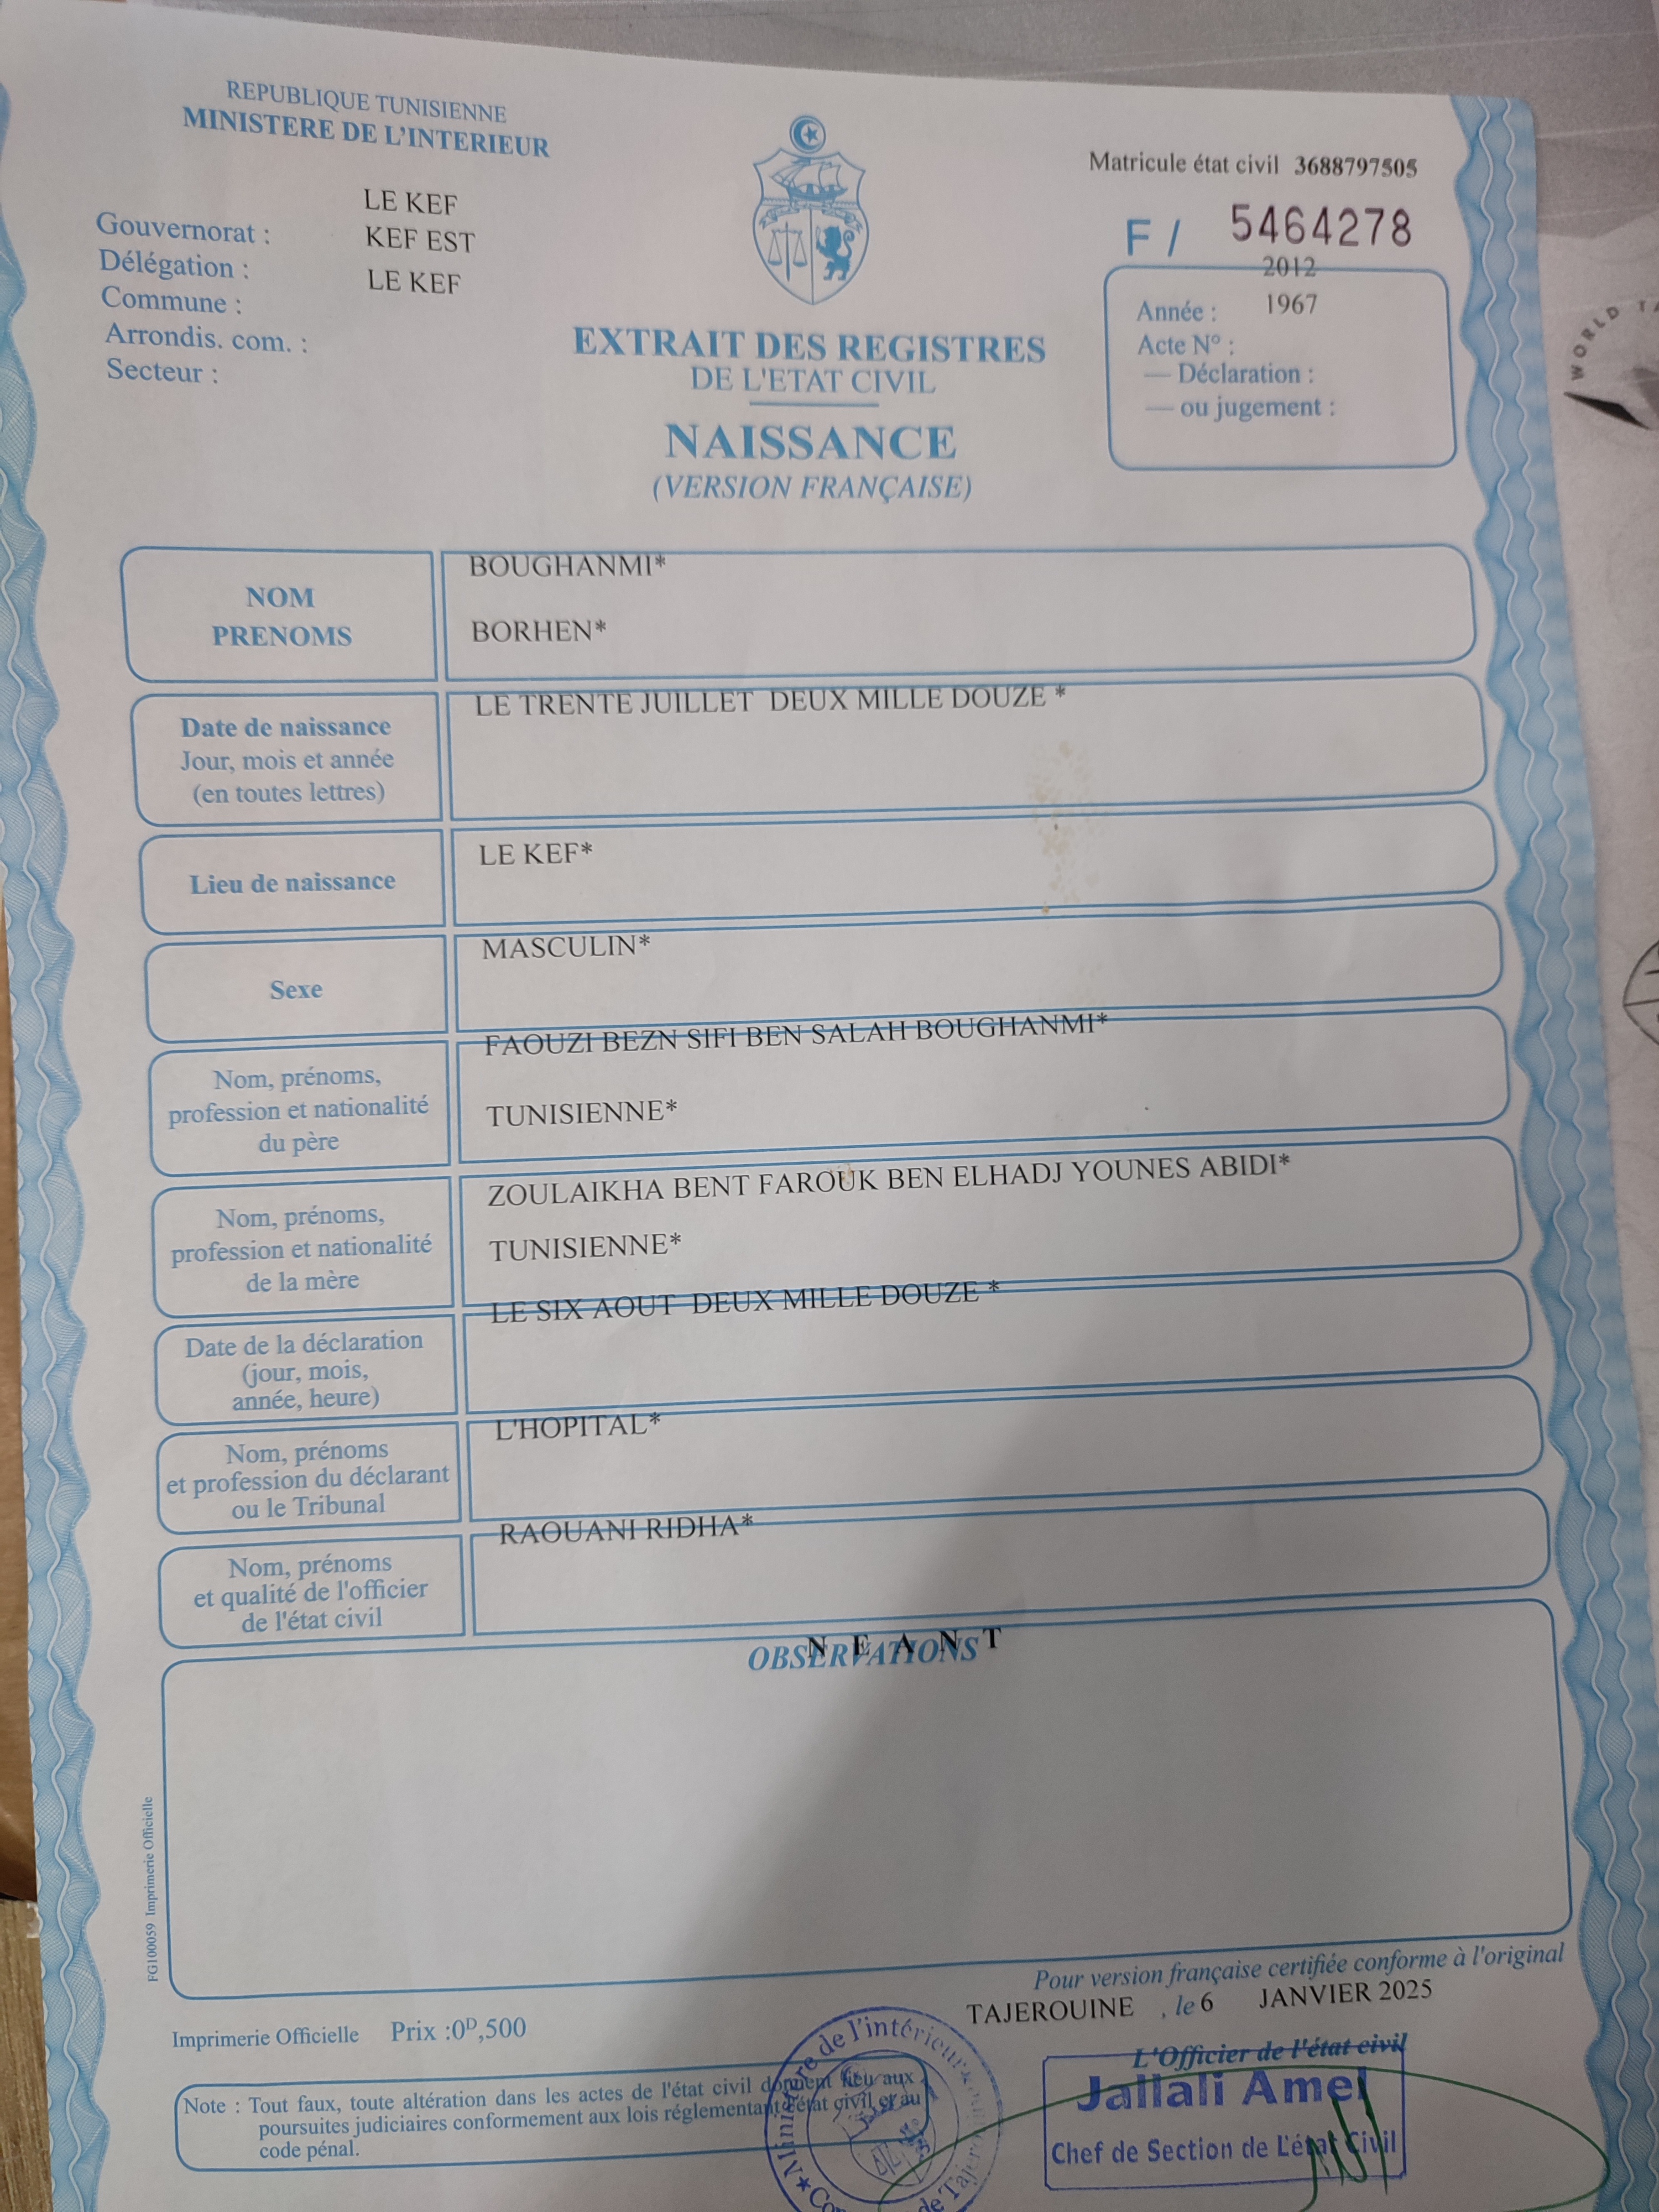 REPUBLIQUE TUNISIENNE
MINISTERE DE L'INTERIEUR
Matricule état civil 3688797505
F / 5464278
LE KEF
Gouvernorat : KEF EST
Délégation : LE KEF
Commune :
Arrondis. com. :
Secteur :
2012
Année : 1967
Acte N° :
— Déclaration :
— ou jugement :
EXTRAIT DES REGISTRES
DE L'ETAT CIVIL
NAISSANCE
(VERSION FRANÇAISE)
NOM
PRENOMS
BOUGHANMI*
BORHEN*
Date de naissance
Jour, mois et année
(en toutes lettres)
LE TRENTE JUILLET DEUX MILLE DOUZE *
Lieu de naissance
LE KEF*
Sexe
MASCULIN*
Nom, prénoms,
profession et nationalité
du père
FAOUZI BEZN SIFI BEN SALAH BOUGHANMI*
TUNISIENNE*
Nom, prénoms,
profession et nationalité
de la mère
ZOULAIKHA BENT FAROUK BEN ELHADJ YOUNES ABIDI*
TUNISIENNE*
Date de la déclaration
(jour, mois,
année, heure)
LE SIX AOUT DEUX MILLE DOUZE *
Nom, prénoms
et profession du déclarant
ou le Tribunal
L'HOPITAL*
Nom, prénoms
et qualité de l'officier
de l'état civil
RAOUANI RIDHA*
OBSERVATIONS
N E A N T
FG100059 Imprimerie Officielle
Pour version française certifiée conforme à l'original
TAJEROUINE , le 6 JANVIER 2025
Imprimerie Officielle Prix :0D,500
L'Officier de l'état civil
Jallali Amel
Chef de Section de L'état Civil
Note : Tout faux, toute altération dans les actes de l'état civil donnent lieu aux
poursuites judiciaires conformement aux lois réglementant l'état civil et au
code pénal.
Ministère de l'intérieur
de Tajer
WORLD